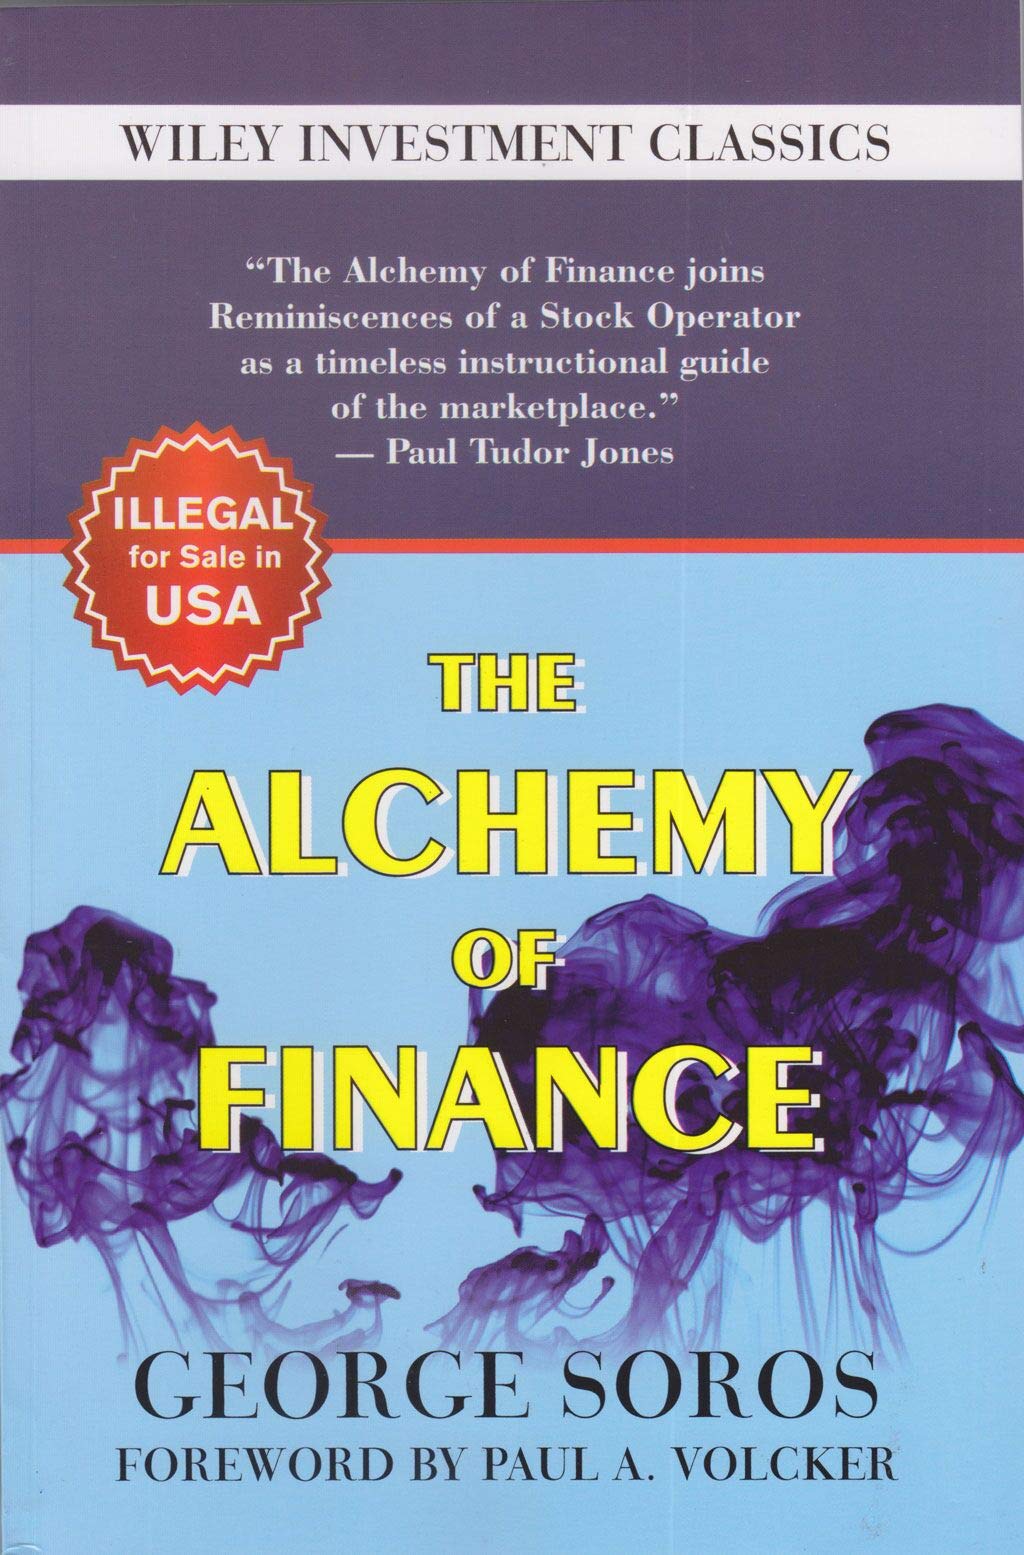 WILEY INVESTMENT CLASSICS
“The Alchemy of Finance joins
Reminiscences of a Stock Operator
as a timeless instructional guide
of the marketplace.”
— Paul Tudor Jones
ILLEGAL
for Sale in
USA
THE
ALCHEMY
OF
FINANCE
GEORGE SOROS
FOREWORD BY PAUL A. VOLCKER